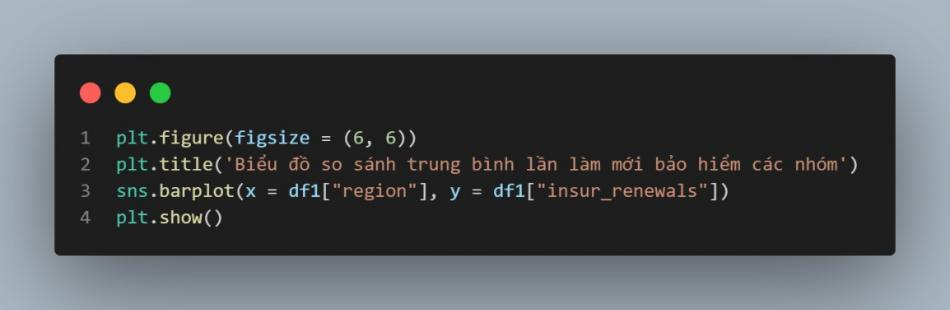 1 plt.figure(figsize = (6, 6))
2 plt.title('Biểu đồ so sánh trung bình lần làm mới bảo hiểm các nhóm')
3 sns.barplot(x = df1["region"], y = df1["insur_renewals"])
4 plt.show()